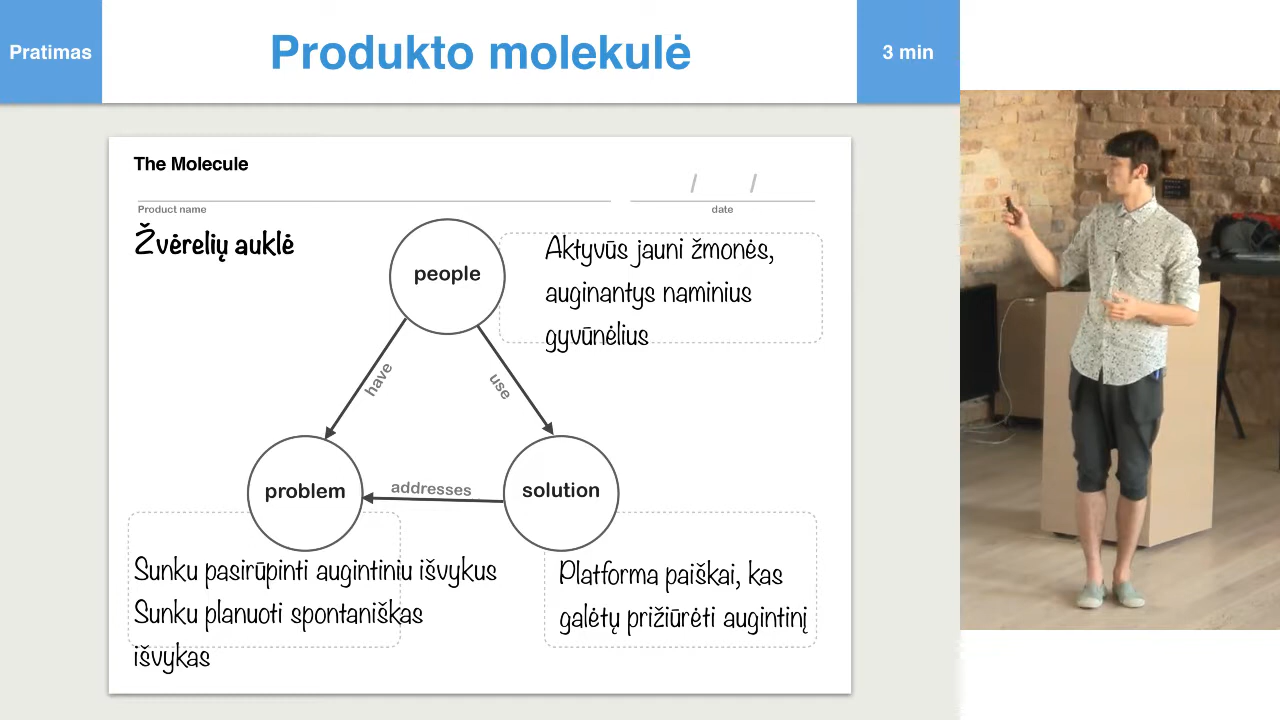 Pratimas
Produkto molekulė
3 min
The Molecule
/ /
Product name
date
Žvėrelių auklė
people
Aktyvūs jauni žmonės,
auginantys naminius
gyvūnėlius
have
use
problem
addresses
solution
Sunku pasirūpinti augintiniu išvykus
Sunku planuoti spontaniškas
išvykas
Platforma paiškai, kas
galėtų prižiūrėti augintinį